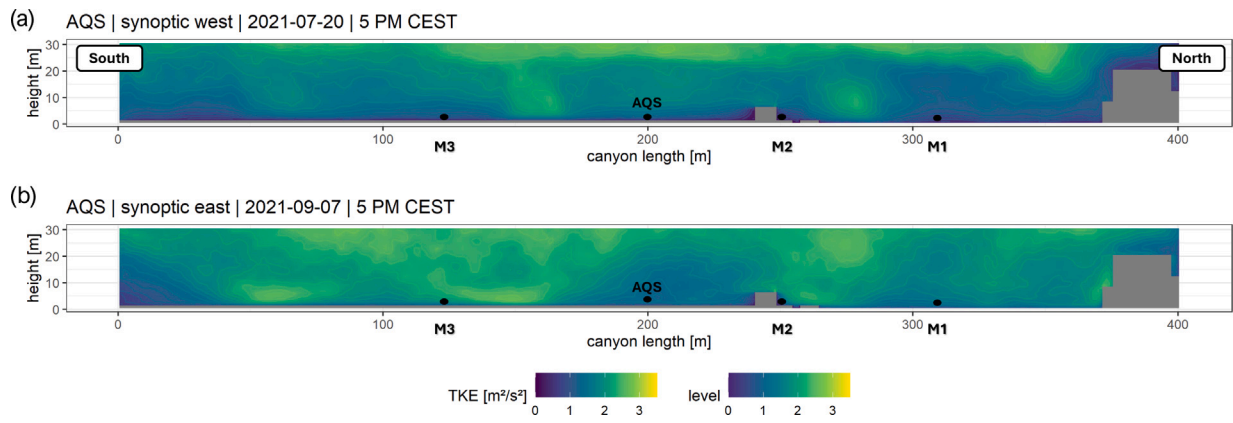 (a)
AQS | synoptic west | 2021-07-20 | 5 PM CEST
height [m]
30
20
10
0
South
North
AQS
0
100
200
300
400
M3
M2
M1
canyon length [m]
(b)
AQS | synoptic east | 2021-09-07 | 5 PM CEST
height [m]
30
20
10
0
AQS
0
100
200
300
400
M3
M2
M1
canyon length [m]
TKE [m²/s²]
0 1 2 3
level
0 1 2 3